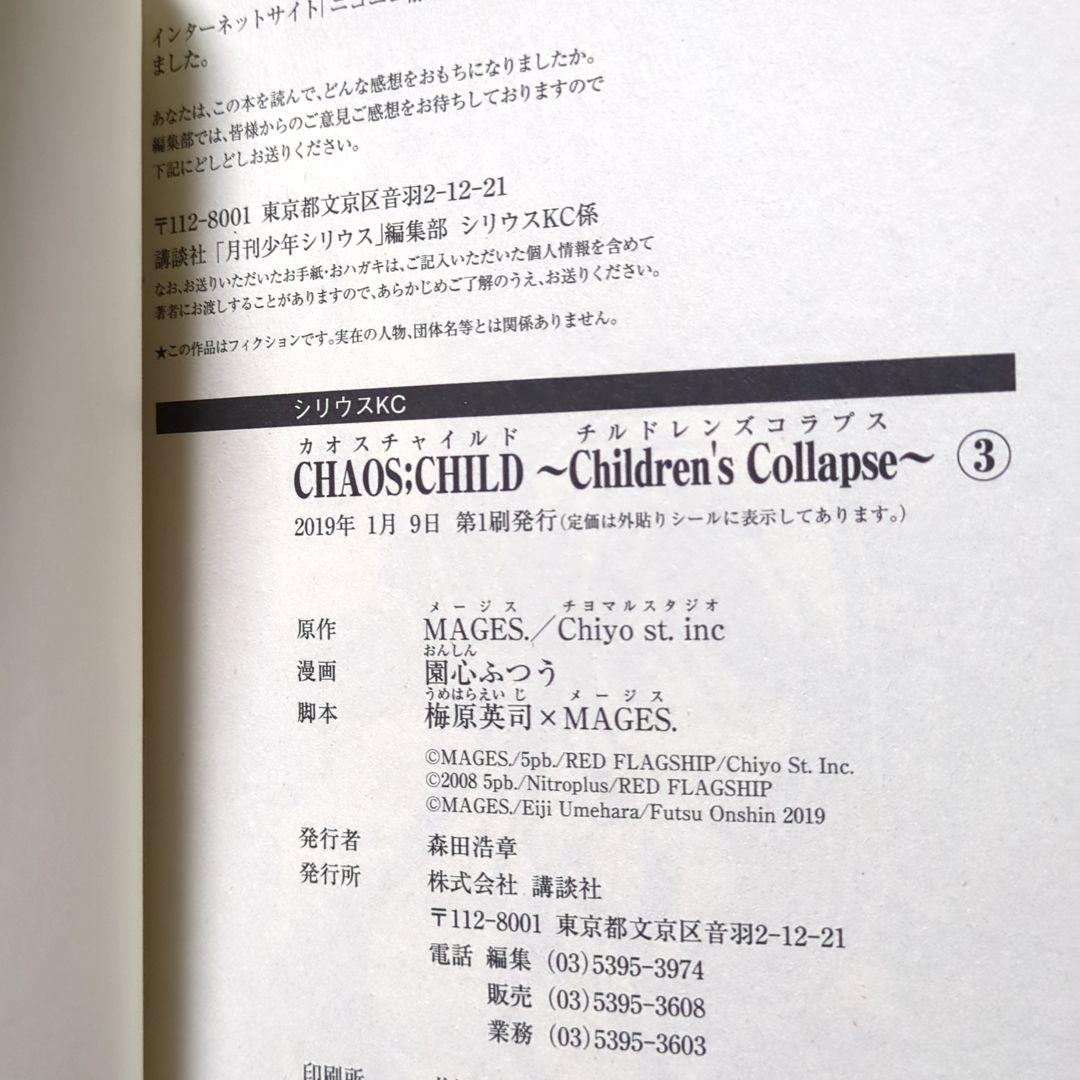 インターネットサイト「ニコニコ
ました。
あなたは、この本を読んで、どんな感想をおもちになりましたか。
編集部では、皆様からのご意見ご感想をお待ちしておりますので
下記にどしどしお送りください。
〒112-8001 東京都文京区音羽2-12-21
講談社「月刊少年シリウス」編集部 シリウスKC係
なお、お送りいただいたお手紙・おハガキは、ご記入いただいた個人情報を含めて
著者にお渡しすることがありますので、あらかじめご了解のうえ、お送りください。
★この作品はフィクションです。実在の人物、団体名等とは関係ありません。
シリウスKC
カオスチャイルド チルドレンズコラプス
CHAOS;CHILD ～Children's Collapse～ ③
2019年 1月 9日 第1刷発行(定価は外貼りシールに表示してあります。)
メージス チヨマルスタジオ
原作 MAGES./Chiyo st. inc
おんしん
漫画 園心ふつう
うめはらえいじ メージス
脚本 梅原英司×MAGES.
©MAGES./5pb./RED FLAGSHIP/Chiyo St. Inc.
©2008 5pb./Nitroplus/RED FLAGSHIP
©MAGES./Eiji Umehara/Futsu Onshin 2019
発行者 森田浩章
発行所 株式会社 講談社
〒112-8001 東京都文京区音羽2-12-21
電話 編集 (03)5395-3974
販売 (03)5395-3608
業務 (03)5395-3603
印刷所